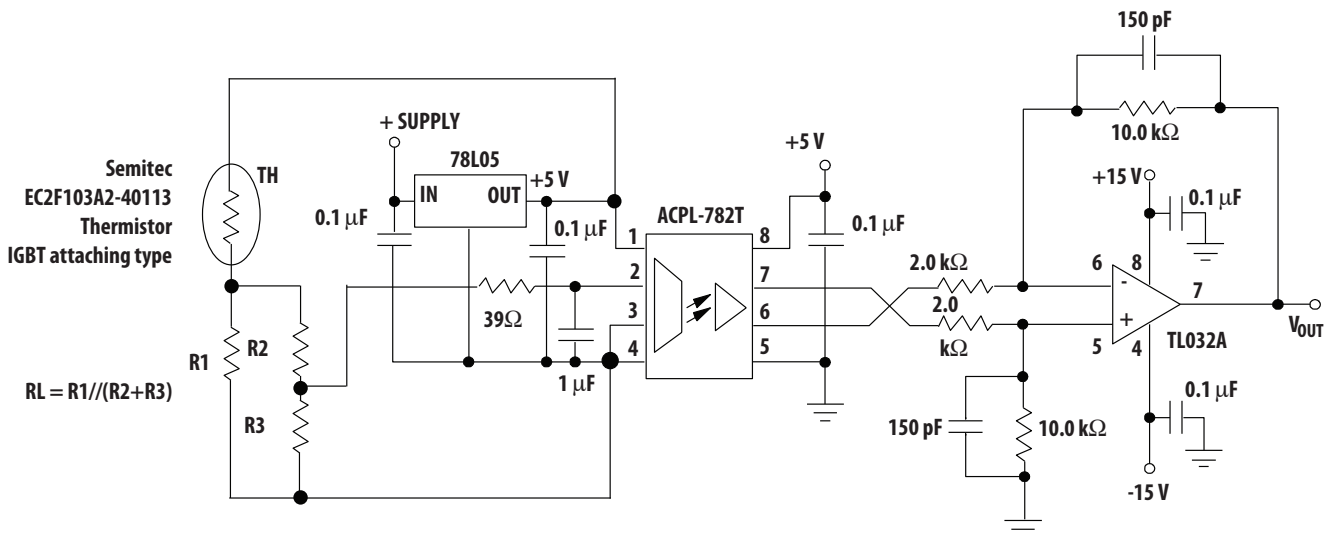 150 pF
10.0 kΩ
+ SUPPLY
78L05
IN
OUT
+5 V
+5 V
Semitec
EC2F103A2-40113
Thermistor
IGBT attaching type
TH
0.1 μF
0.1 μF
ACPL-782T
0.1 μF
+15 V
0.1 μF
1
2
3
4
8
7
6
5
39Ω
1 μF
2.0 kΩ
2.0
kΩ
6
8
-
+
5
4
7
TL032A
VOUT
R1
R2
R3
RL = R1//(R2+R3)
150 pF
10.0 kΩ
0.1 μF
-15 V